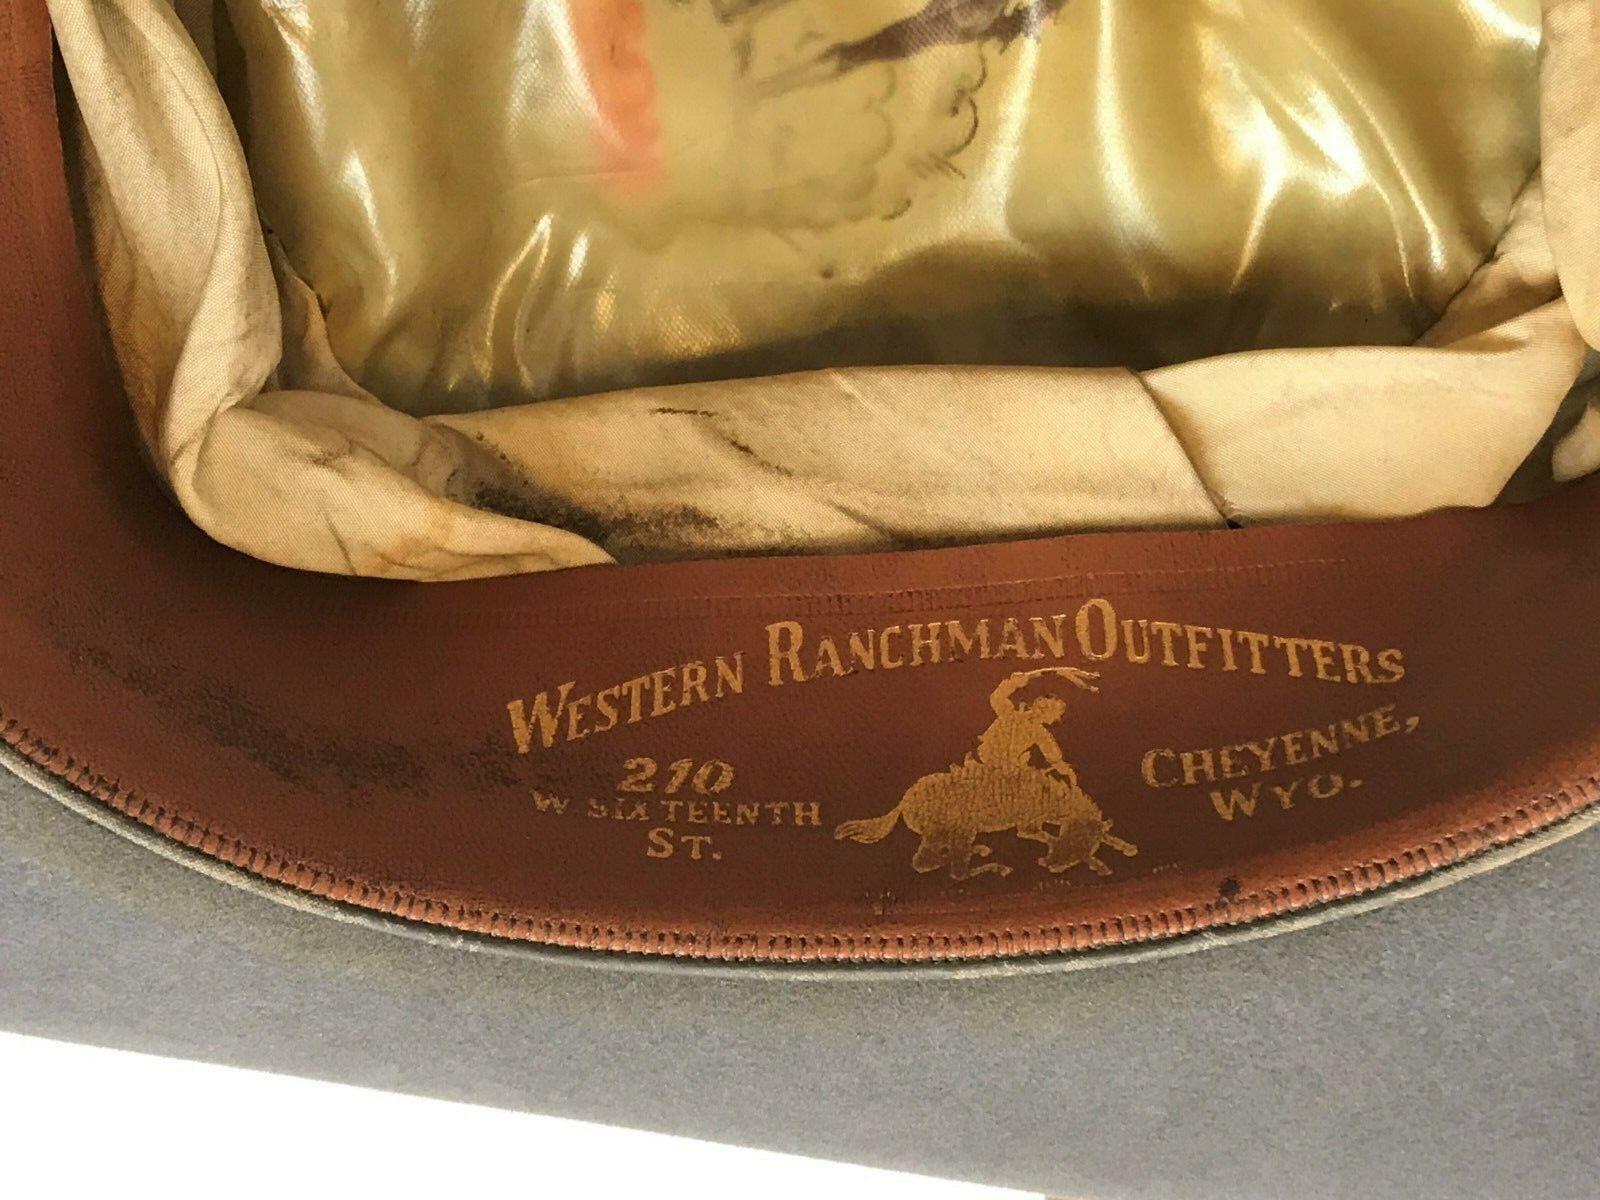 WESTERN RANCHMAN OUTFITTERS
210
W. SIXTEENTH
ST.
CHEYENNE,
WYO.